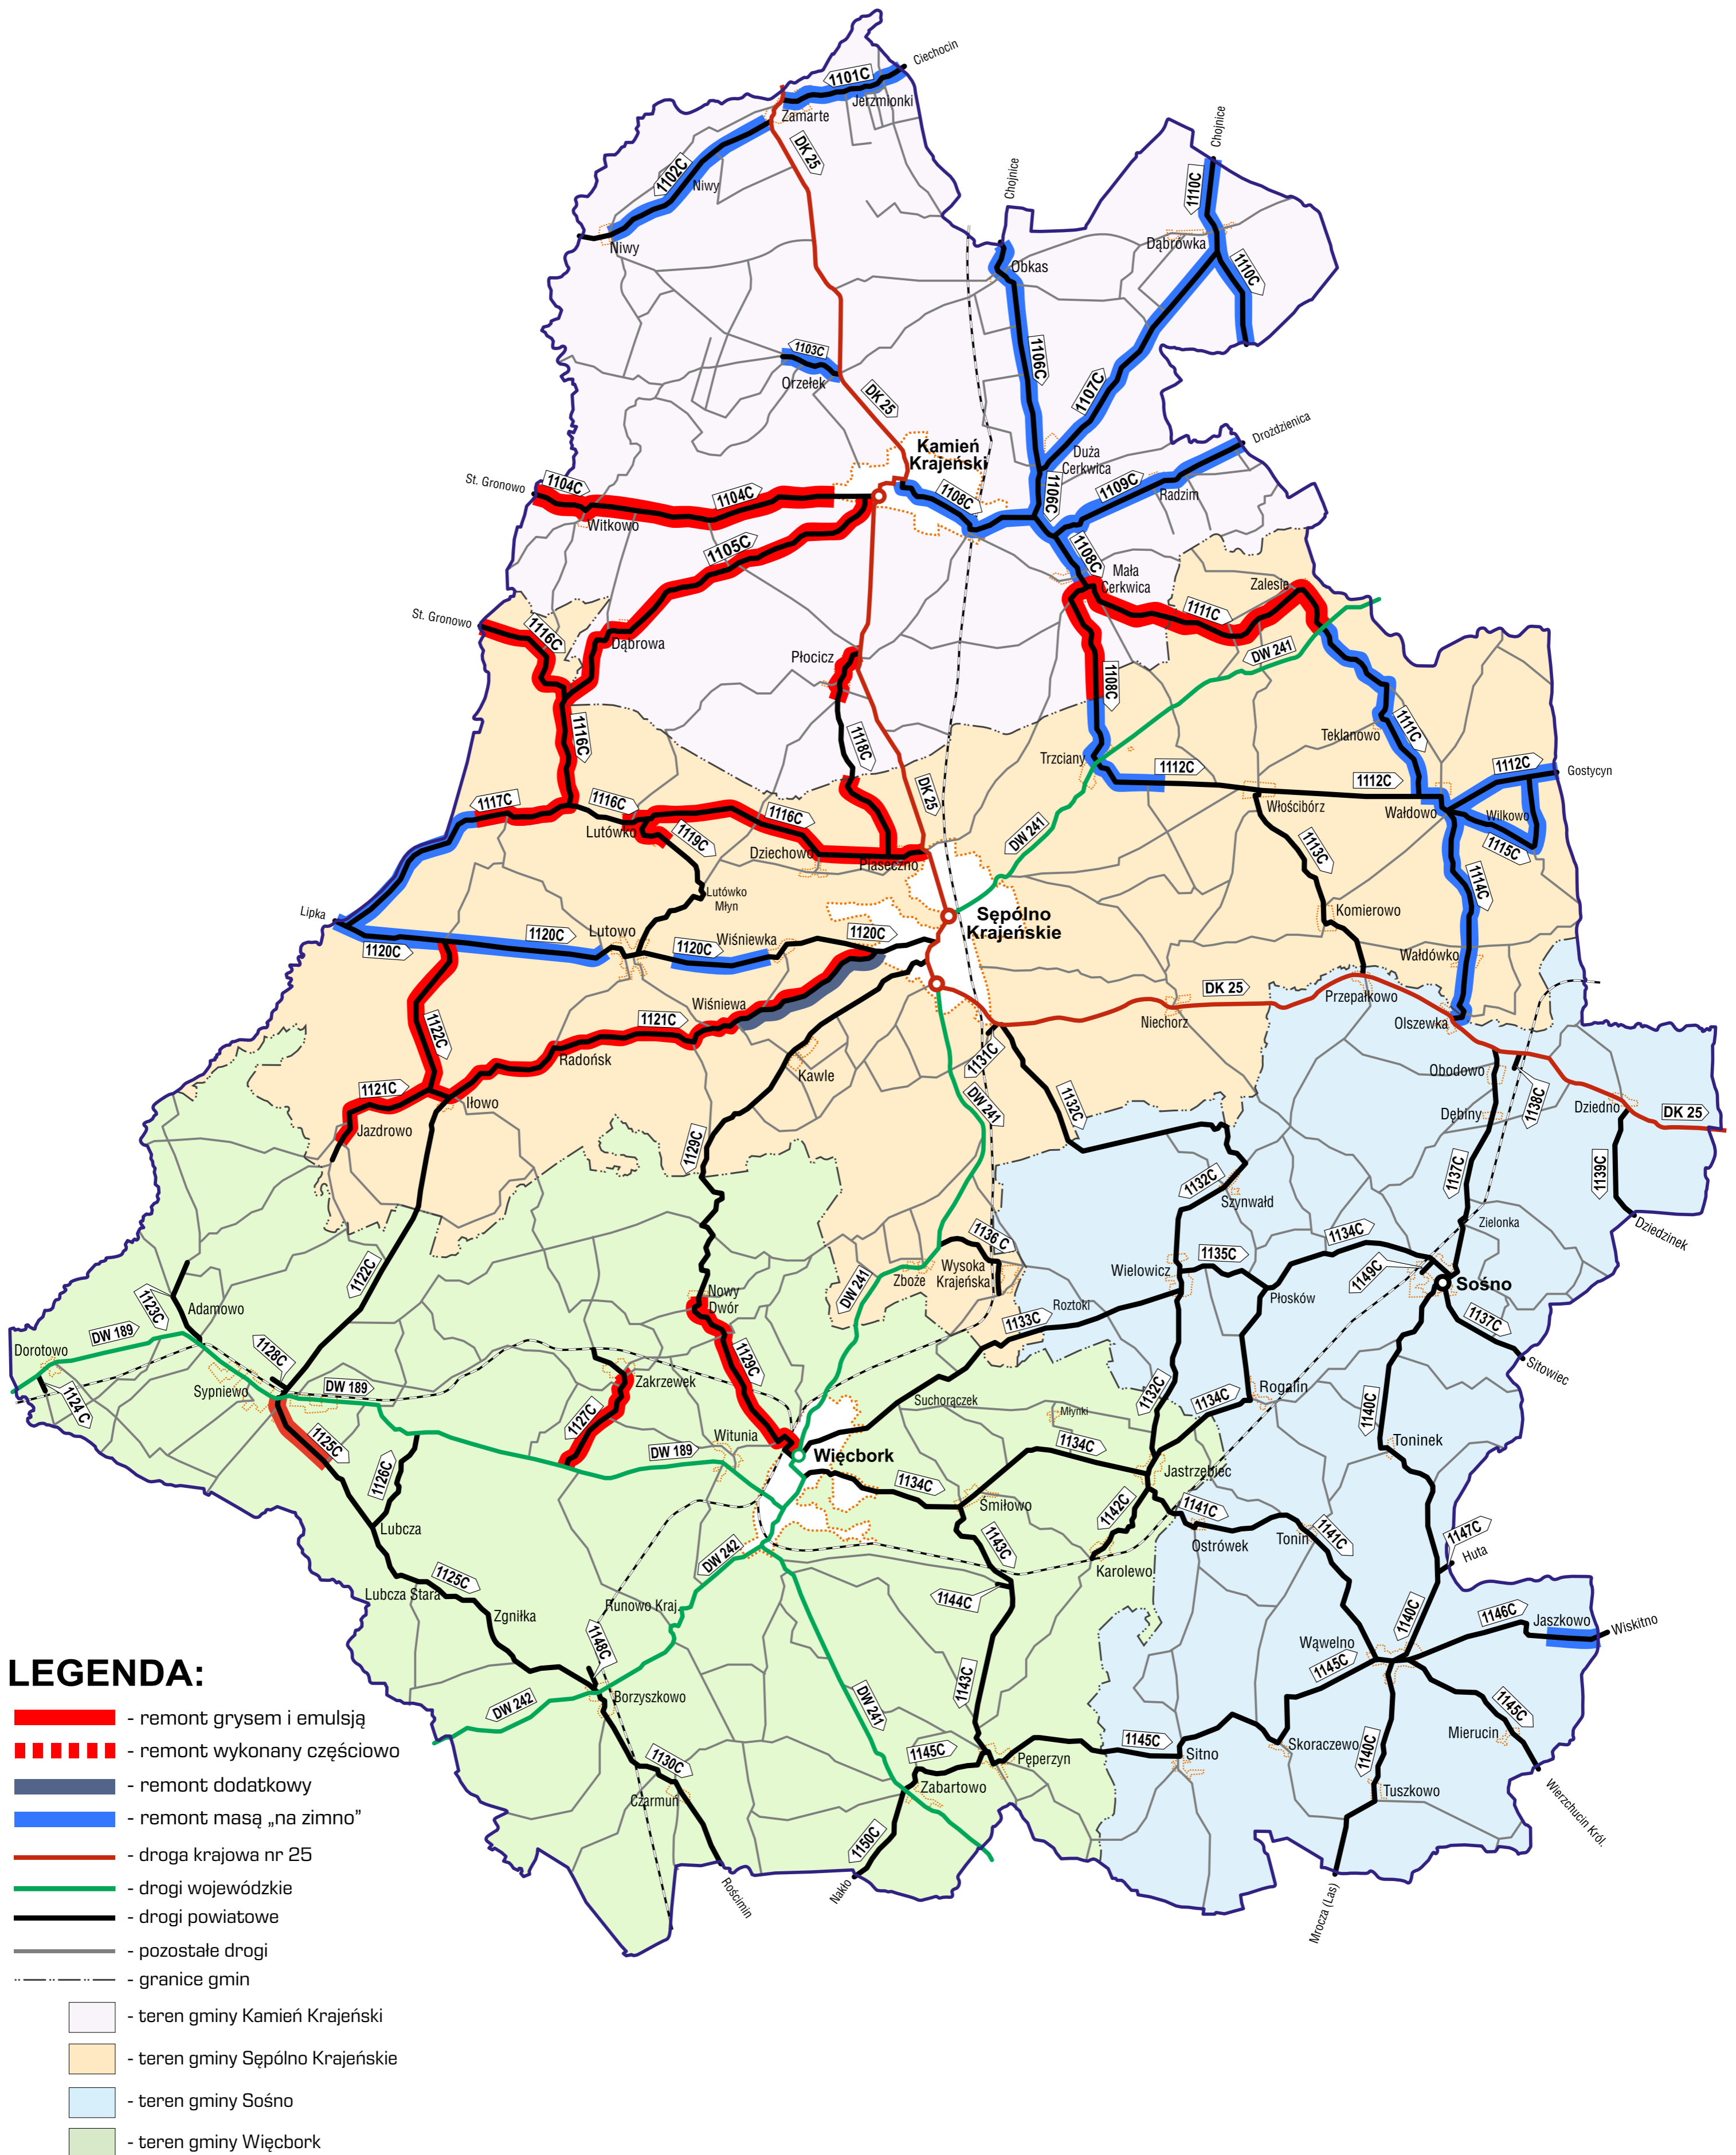 Ciechocin
1101C
Jerzmionki
Zamarte
DK 25
1102C
Niwy
Niwy
Chojnice
Chojnice
1110C
Dąbrówka
1110C
Obkas
1103C
Orzełek
1106C
1107C
DK 25
Drożdzienica
Kamień
Krajeński
Duża
Cerkwica
St. Gronowo
1104C
1104C
1108C
1106C
1109C
Radzim
Witkowo
1105C
1108C
Mała
Cerkwica
Zalesie
1111C
St. Gronowo
1116C
Dąbrowa
DW 241
Płocicz
1108C
1116C
1118C
Teklanowo
1111C
Trzciany
1112C
1112C
1112C
Gostycyn
DK 25
1117C
1116C
1116C
Włościbórz
Wałdowo
Wilkowo
Lutówko
1119C
Dziechowo
Piaseczno
DW 241
1113C
1115C
1114C
Lutówko
Młyn
Lipka
Komierowo
Sępólno
Krajeńskie
1120C
1120C
Lutowo
1120C
Wiśniewka
1120C
Wałdówko
Wiśniewa
DK 25
Przepałkowo
1122C
1121C
Niechorz
Olszewka
Radońsk
Kawle
1131C
Obodowo
1121C
Iłowo
DW 241
1132C
Dębiny
1138C
Dziedno
DK 25
Jazdrowo
1129C
1137C
1139C
1132C
Szynwałd
Zielonka
Dziedzinek
1136 C
1134C
1122C
Wysoka
Krajeńska
Zboże
Wielowicz
1135C
1149C
Sośno
1123C
Adamowo
Nowy
Dwór
DW 241
Roztoki
Płosków
DW 189
1133C
1137C
Dorotowo
1128C
1129C
Sitowiec
Sypniewo
DW 189
Zakrzewek
1132C
Rogalin
1124 C
Suchorączek
1134C
1140C
1127C
Młynki
1125C
Witunia
1134C
DW 189
Więcbork
Toninek
1126C
1134C
Jastrzębiec
Śmiłowo
1142C
1141C
Lubcza
1141C
1147C
1143C
Ostrówek
Tonin
Huta
DW 242
Karolewo
1125C
Lubcza Stara
Runowo Kraj.
1144C
Zgniłka
1140C
1146C
Jaszkowo
Wiskitno
1148C
Wąwelno
1145C
1143C
Borzyszkowo
DW 242
DW 241
1145C
Mierucin
1130C
1145C
Pęperzyn
1145C
Sitno
Skoraczewo
1140C
Zabartowo
Tuszkowo
Czarmuń
Wierzchucin Król.
1150C
Nakło
Rościmin
Mrocza (Las)
LEGENDA:
- remont grysem i emulsją
- remont wykonany częściowo
- remont dodatkowy
- remont masą „na zimno”
- droga krajowa nr 25
- drogi wojewódzkie
- drogi powiatowe
- pozostałe drogi
- granice gmin
- teren gminy Kamień Krajeński
- teren gminy Sępólno Krajeńskie
- teren gminy Sośno
- teren gminy Więcbork